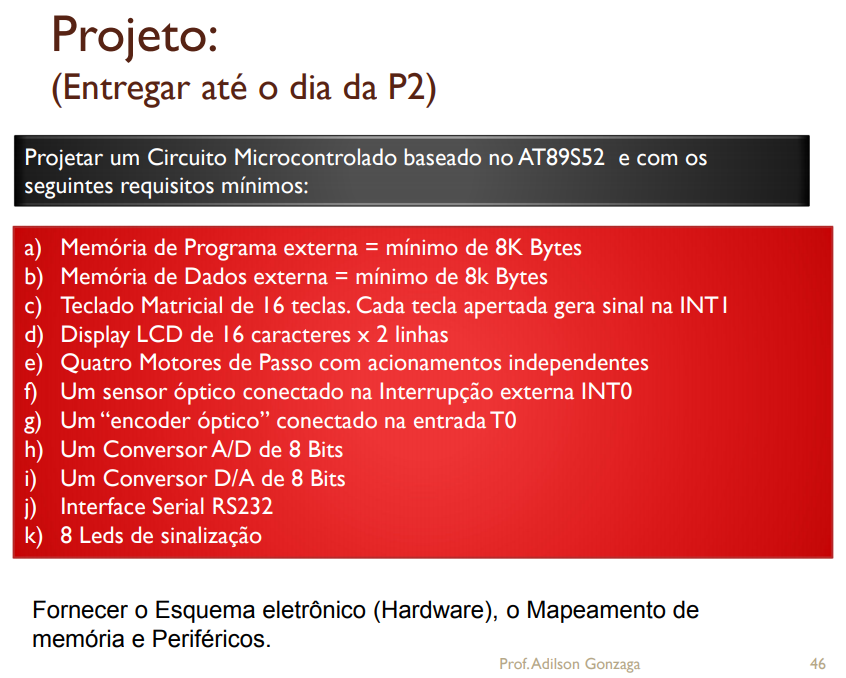 Projeto:
(Entregar até o dia da P2)
Projetar um Circuito Microcontrolado baseado no AT89S52 e com os
seguintes requisitos mínimos:
a) Memória de Programa externa = mínimo de 8K Bytes
b) Memória de Dados externa = mínimo de 8k Bytes
c) Teclado Matricial de 16 teclas. Cada tecla apertada gera sinal na INT1
d) Display LCD de 16 caracteres x 2 linhas
e) Quatro Motores de Passo com acionamentos independentes
f) Um sensor óptico conectado na Interrupção externa INT0
g) Um “encoder óptico” conectado na entrada T0
h) Um Conversor A/D de 8 Bits
i) Um Conversor D/A de 8 Bits
j) Interface Serial RS232
k) 8 Leds de sinalização
Fornecer o Esquema eletrônico (Hardware), o Mapeamento de
memória e Periféricos.
Prof. Adilson Gonzaga 46